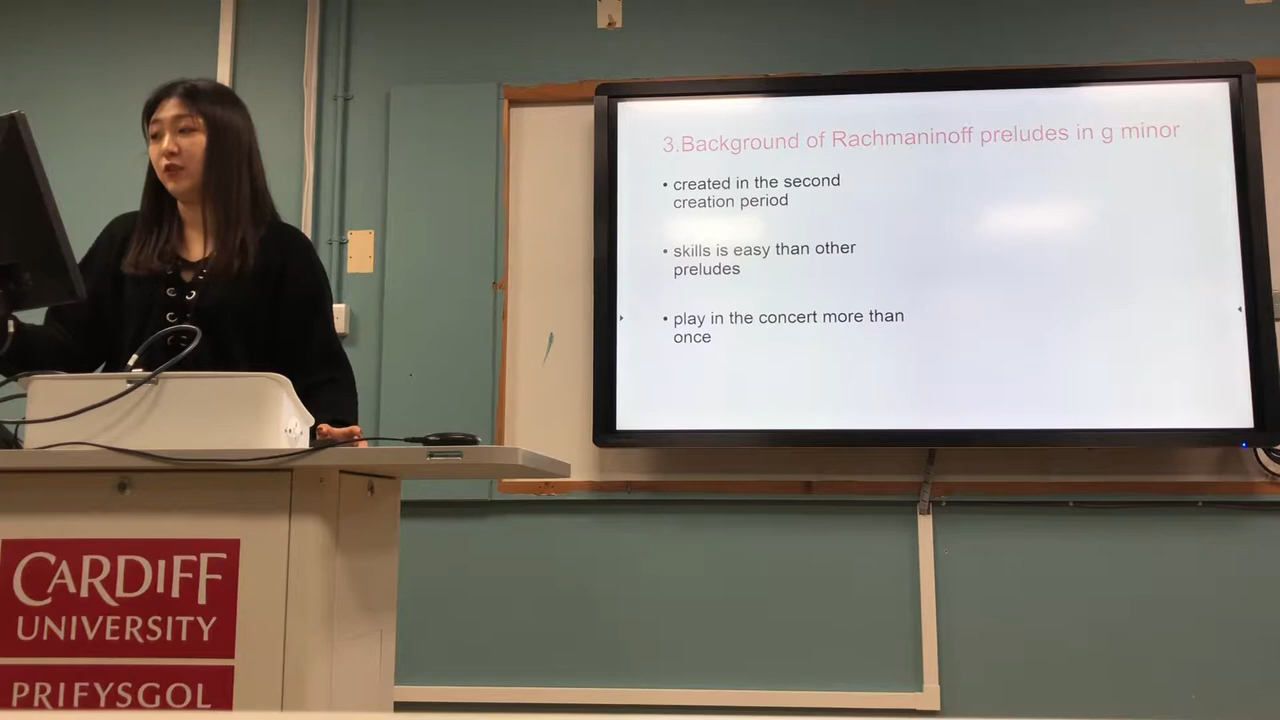 3.Background of Rachmaninoff preludes in g minor
• created in the second
creation period
• skills is easy than other
preludes
• play in the concert more than
once
CARDIFF
UNIVERSITY
PRIFYSGOL